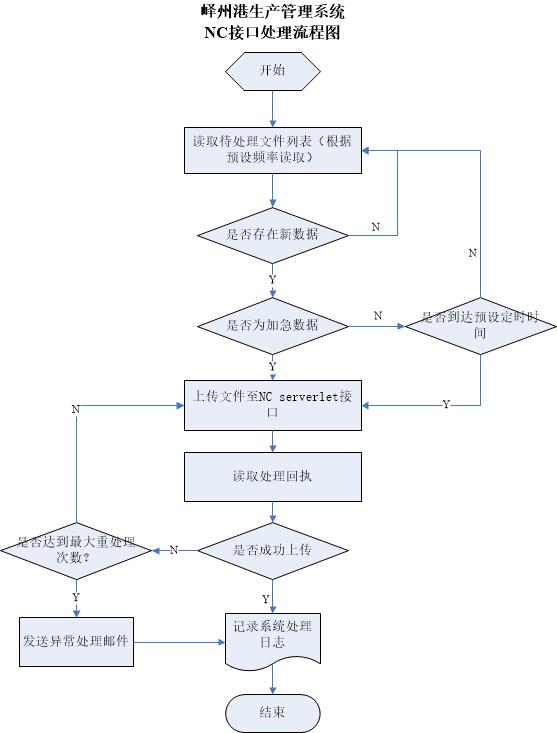 峄州港生产管理系统
NC接口处理流程图
开始
读取待处理文件列表（根据
预设频率读取）
是否存在新数据
N
Y
N
是否为加急数据
N
是否到达预设定时时
间
Y
Y
上传文件至NC serverlet接
口
N
读取处理回执
是否达到最大重处理
次数？
N
是否成功上传
Y
Y
发送异常处理邮件
记录系统处理
日志
结束